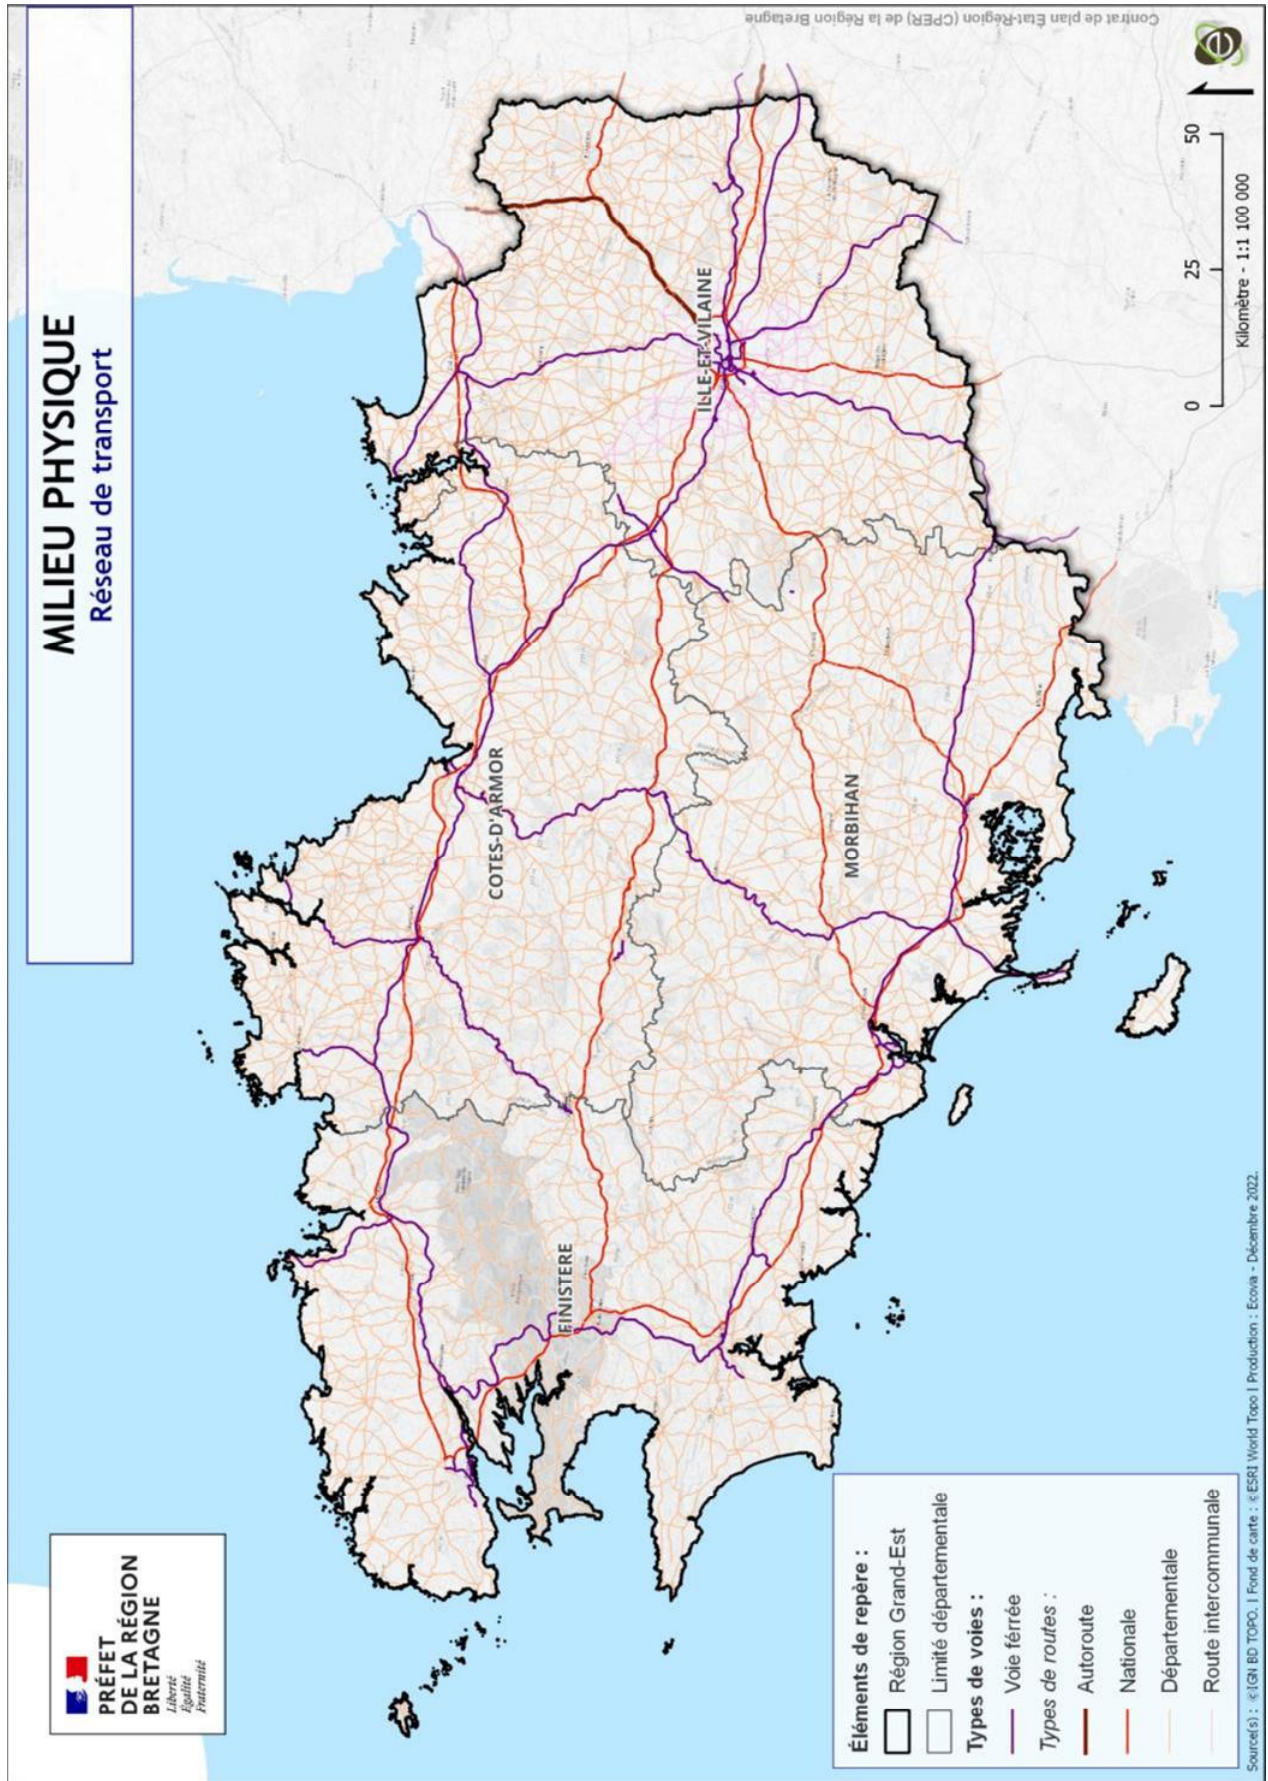 MILIEU PHYSIQUE
Réseau de transport
PRÉFET
DE LA RÉGION
BRETAGNE
Liberté
Égalité
Fraternité
COTES-D'ARMOR
ILLE-ET-VILAINE
FINISTERE
MORBIHAN
Éléments de repère :
Région Grand-Est
Limité départementale
Types de voies :
Voie férrée
Types de routes :
Autoroute
Nationale
Départementale
Route intercommunale
0 25 50
Kilomètre - 1:1 100 000
Contrat de plan État-Région (CPER) de la Région Bretagne
Source(s) : ©IGN BD TOPO. I Fond de carte : ©ESRI World Topo I Production : Ecovia - Décembre 2022.